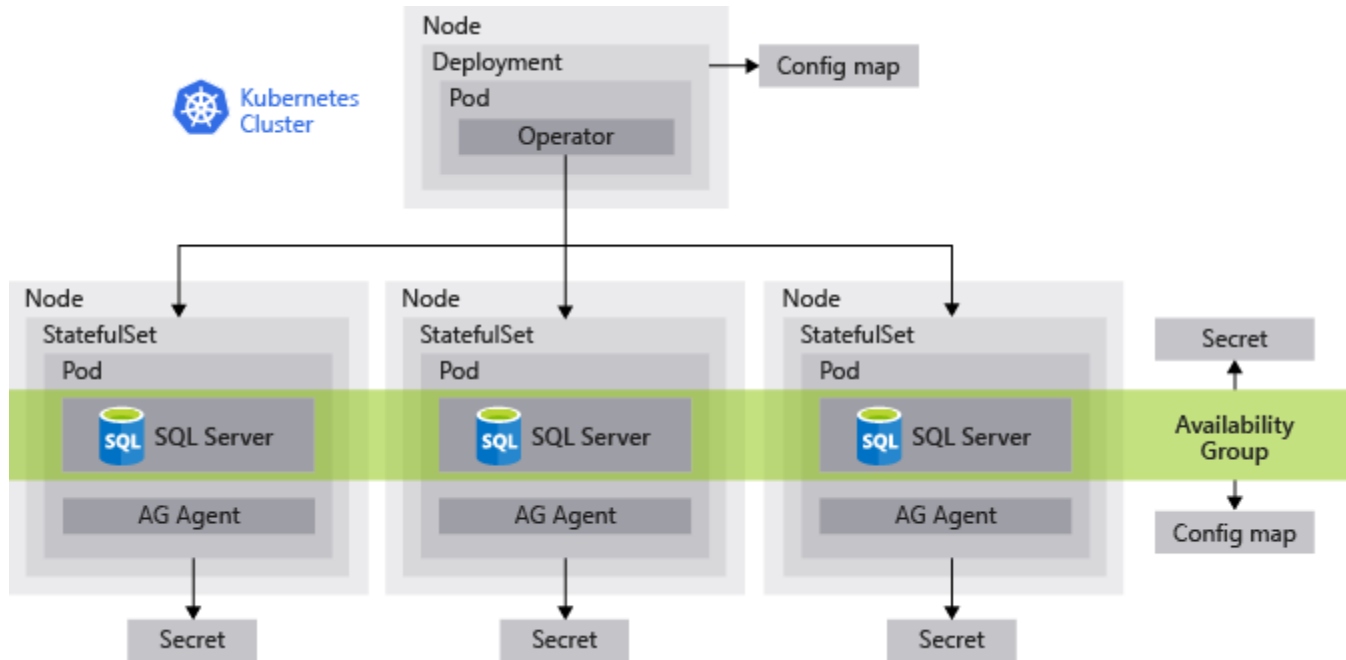 Node
Deployment
Config map
Pod
Kubernetes
Cluster
Operator
Node
StatefulSet
Pod
SQL
SQL Server
AG Agent
Secret
Node
StatefulSet
Pod
SQL
SQL Server
AG Agent
Secret
Node
StatefulSet
Pod
SQL
SQL Server
AG Agent
Secret
Secret
Availability
Group
Config map